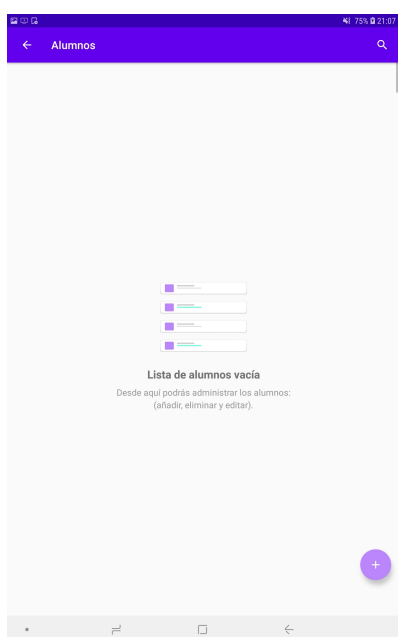 75% 21:07
Alumnos
Lista de alumnos vacía
Desde aquí podrás administrar los alumnos:
(añadir, eliminar y editar).